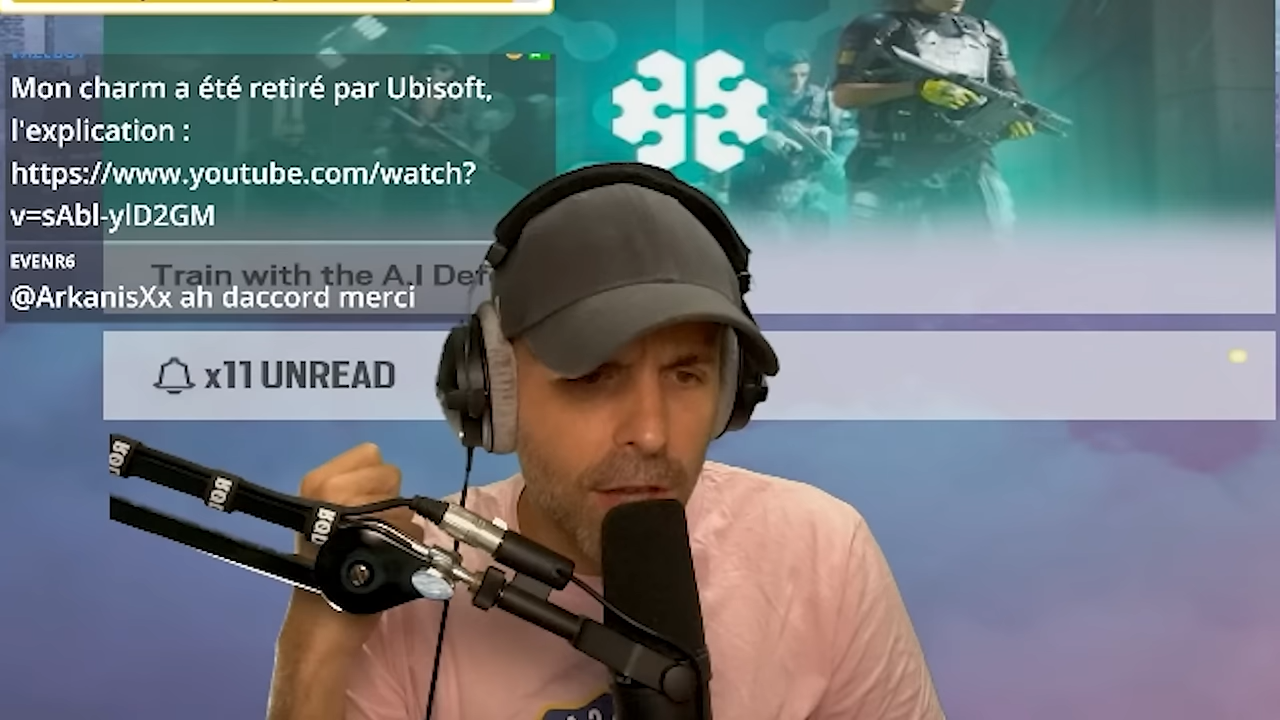 Mon charm a été retiré par Ubisoft,
l'explication :
https://www.youtube.com/watch?
v=sAbl-ylD2GM
EVENR6
Train with the A.I Def
@ArkanisXx ah daccord merci
x11 UNREAD